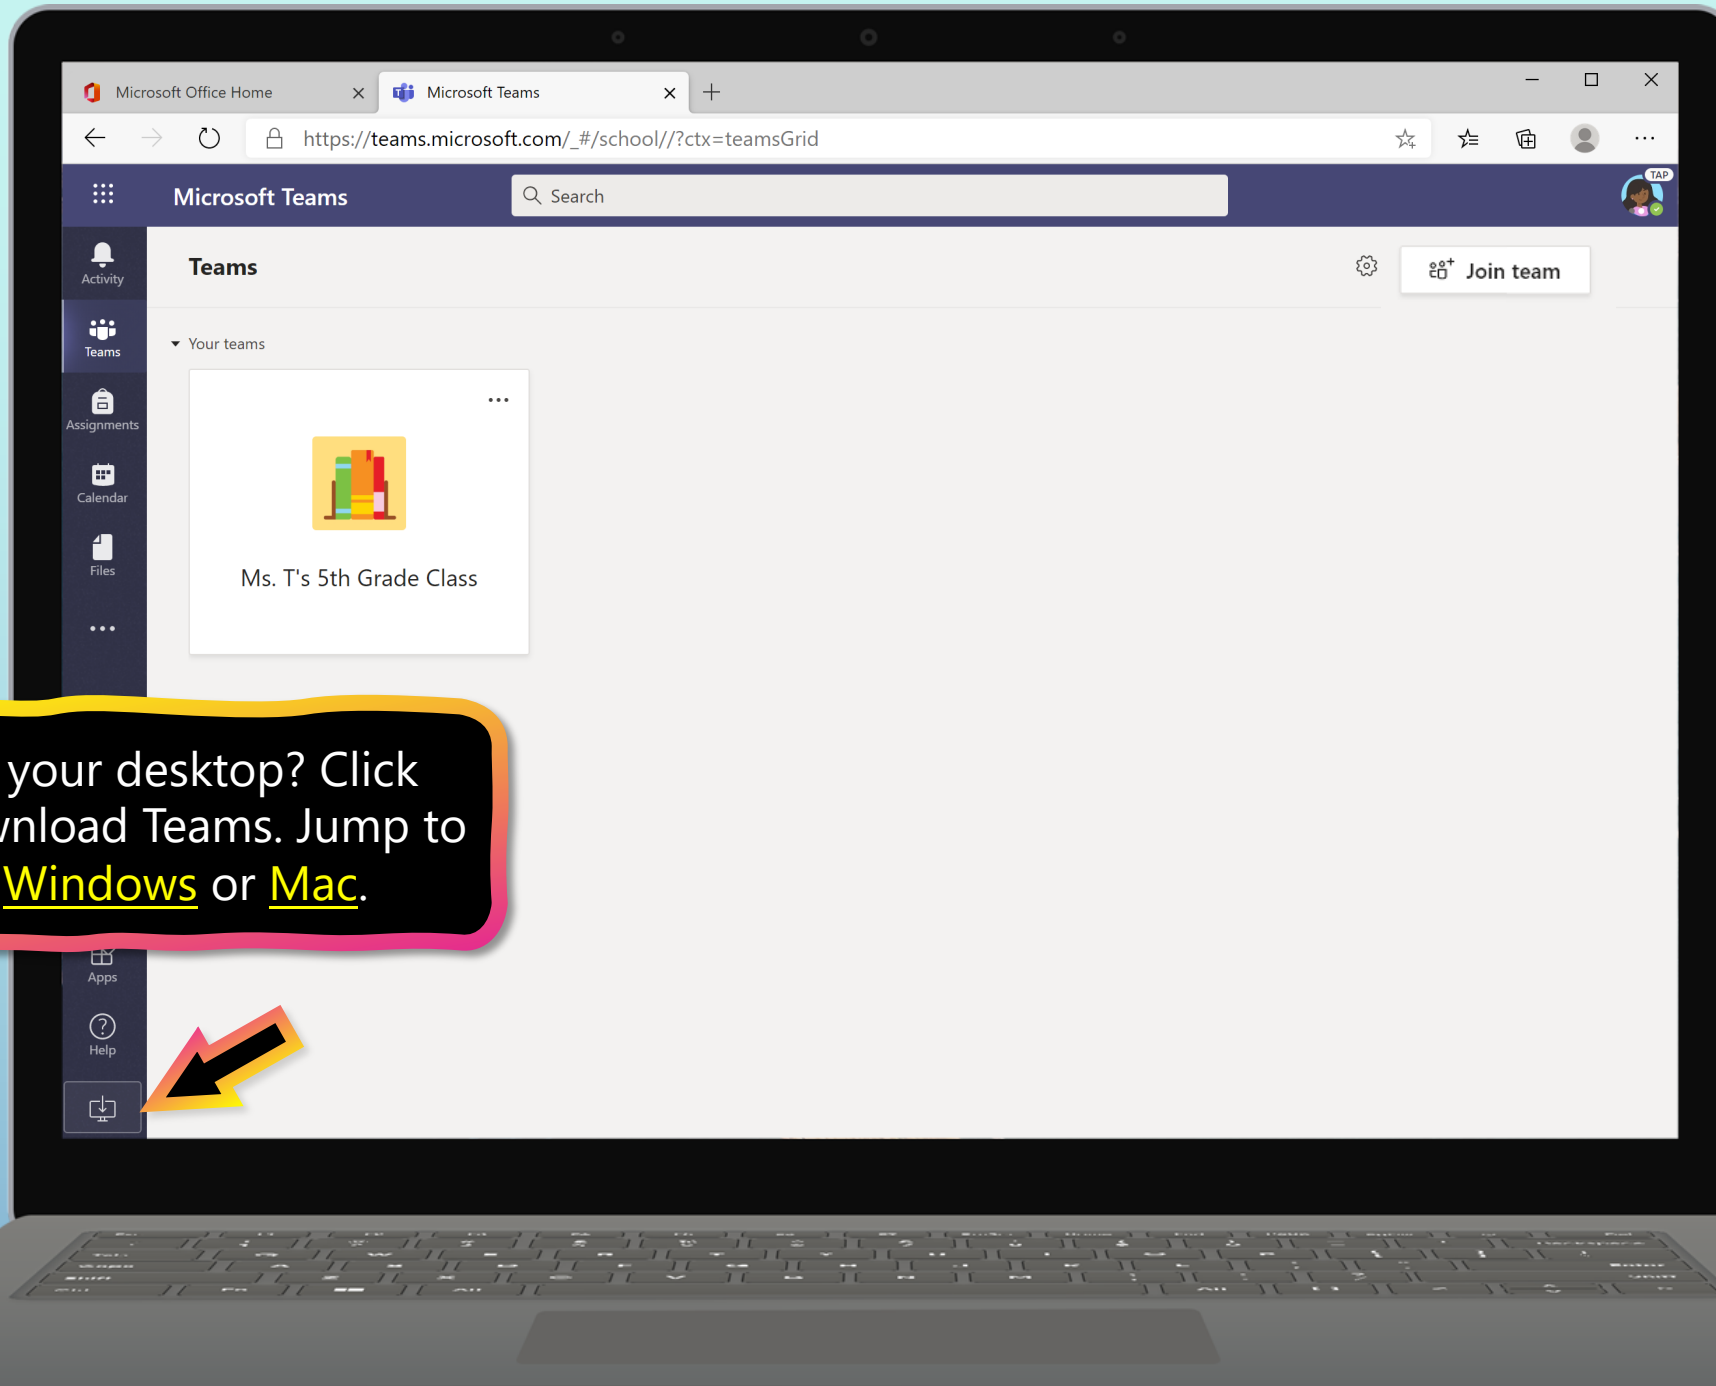 Microsoft Office Home
Microsoft Teams
https://teams.microsoft.com/_#/school//?ctx=teamsGrid
Microsoft Teams
Search
TAP
Activity
Teams
Join team
Teams
Your teams
Assignments
Calendar
Ms. T's 5th Grade Class
Files
your desktop? Click
wnload Teams. Jump to
Windows or Mac.
Apps
Help